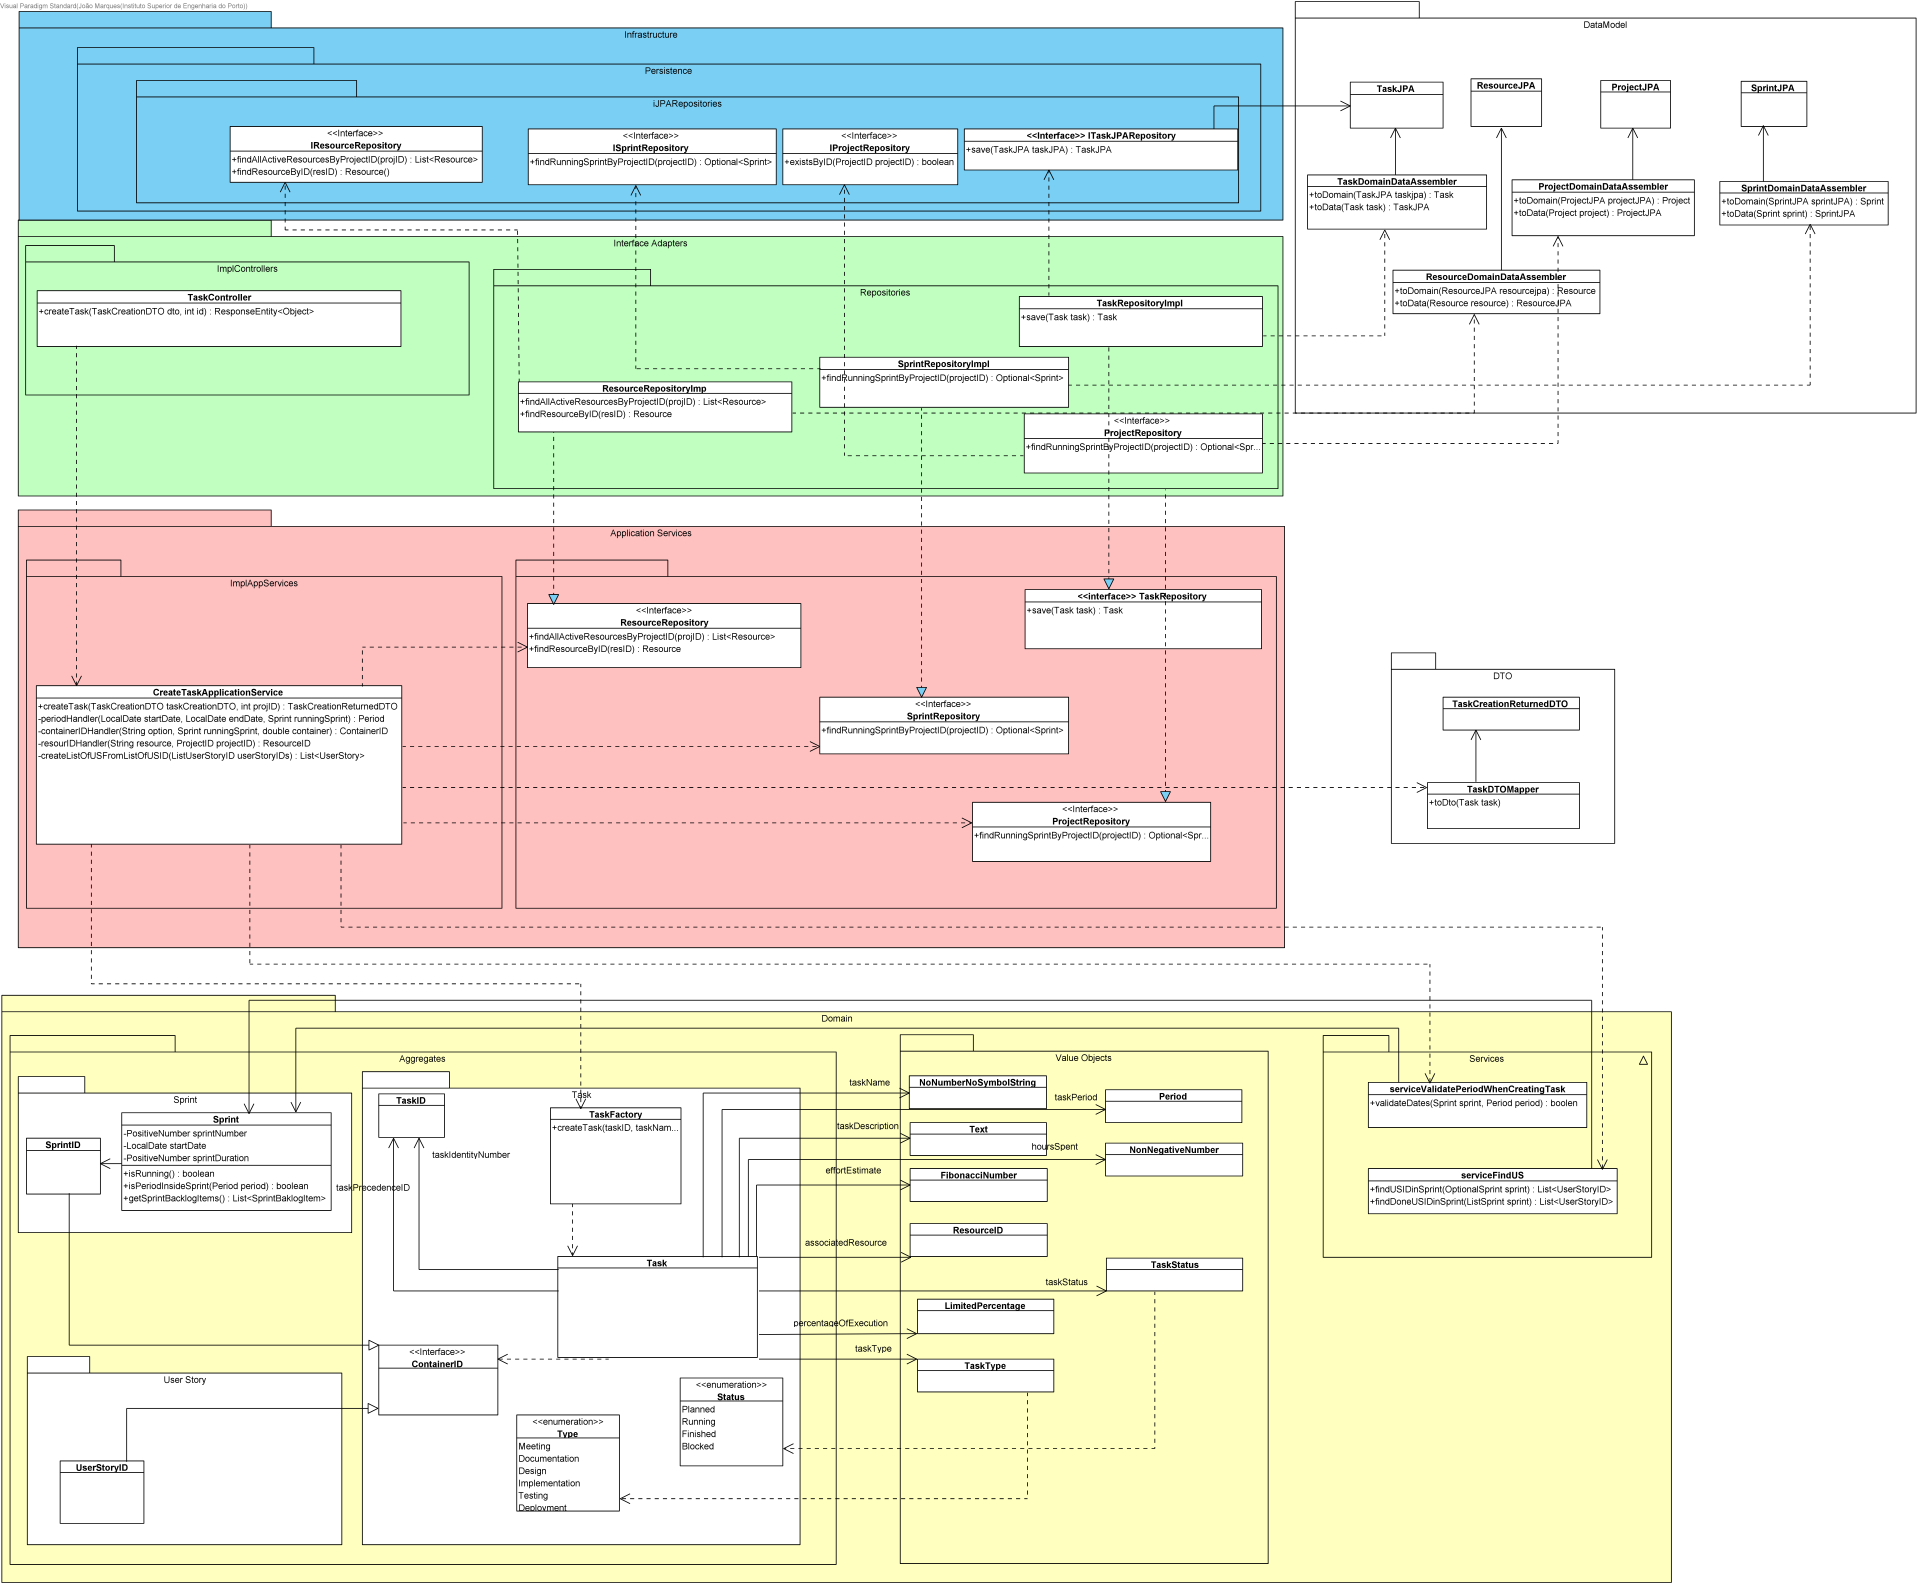 Visual Paradigm Standard(João Marques(Instituto Superior de Engenharia do Porto))
Infrastructure
Persistence
iJPARepositories
<<Interface>>
IResourceRepository
+findAllActiveResourcesByProjectID(projID) : List<Resource>
+findResourceByID(resID) : Resource()
<<Interface>>
ISprintRepository
+findRunningSprintByProjectID(projectID) : Optional<Sprint>
<<Interface>>
IProjectRepository
+existsByID(ProjectID projectID) : boolean
<<Interface>> ITaskJPARepository
+save(TaskJPA taskJPA) : TaskJPA
DataModel
TaskJPA
ResourceJPA
ProjectJPA
SprintJPA
TaskDomainDataAssembler
+toDomain(TaskJPA taskjpa) : Task
+toData(Task task) : TaskJPA
ProjectDomainDataAssembler
+toDomain(ProjectJPA projectJPA) : Project
+toData(Project project) : ProjectJPA
SprintDomainDataAssembler
+toDomain(SprintJPA sprintJPA) : Sprint
+toData(Sprint sprint) : SprintJPA
ResourceDomainDataAssembler
+toDomain(ResourceJPA resourcejpa) : Resource
+toData(Resource resource) : ResourceJPA
Interface Adapters
ImplControllers
TaskController
+createTask(TaskCreationDTO dto, int id) : ResponseEntity<Object>
Repositories
TaskRepositoryImpl
+save(Task task) : Task
SprintRepositoryImpl
+findRunningSprintByProjectID(projectID) : Optional<Sprint>
ResourceRepositoryImp
+findAllActiveResourcesByProjectID(projID) : List<Resource>
+findResourceByID(resID) : Resource
<<Interface>>
ProjectRepository
+findRunningSprintByProjectID(projectID) : Optional<Spr...
Application Services
ImplAppServices
CreateTaskApplicationService
+createTask(TaskCreationDTO taskCreationDTO, int projID) : TaskCreationReturnedDTO
-periodHandler(LocalDate startDate, LocalDate endDate, Sprint runningSprint) : Period
-containerIDHandler(String option, Sprint runningSprint, double container) : ContainerID
-resourIDHandler(String resource, ProjectID projectID) : ResourceID
-createListOfUSFromListOfUSID(ListUserStoryID userStoryIDs) : List<UserStory>
<<Interface>>
ResourceRepository
+findAllActiveResourcesByProjectID(projID) : List<Resource>
+findResourceByID(resID) : Resource
<<interface>> TaskRepository
+save(Task task) : Task
<<Interface>>
SprintRepository
+findRunningSprintByProjectID(projectID) : Optional<Sprint>
<<Interface>>
ProjectRepository
+findRunningSprintByProjectID(projectID) : Optional<Spr...
DTO
TaskCreationReturnedDTO
TaskDTOMapper
+toDto(Task task)
Domain
Aggregates
Sprint
Sprint
-PositiveNumber sprintNumber
-LocalDate startDate
-PositiveNumber sprintDuration
+isRunning() : boolean
+isPeriodInsideSprint(Period period) : boolean
+getSprintBacklogItems() : List<SprintBaklogItem>
SprintID
User Story
UserStoryID
Task
TaskID
TaskFactory
+createTask(taskID, taskNam...
taskIdentityNumber
taskPrecedenceID
Task
<<Interface>>
ContainerID
<<enumeration>>
Status
Planned
Running
Finished
Blocked
<<enumeration>>
Type
Meeting
Documentation
Design
Implementation
Testing
Deployment
Value Objects
taskName
NoNumberNoSymbolString
taskPeriod
Period
taskDescription
Text
hoursSpent
NonNegativeNumber
effortEstimate
FibonacciNumber
associatedResource
ResourceID
taskStatus
TaskStatus
percentageOfExecution
LimitedPercentage
taskType
TaskType
Services
serviceValidatePeriodWhenCreatingTask
+validateDates(Sprint sprint, Period period) : boolen
serviceFindUS
+findUSIDinSprint(OptionalSprint sprint) : List<UserStoryID>
+findDoneUSIDinSprint(ListSprint sprint) : List<UserStoryID>